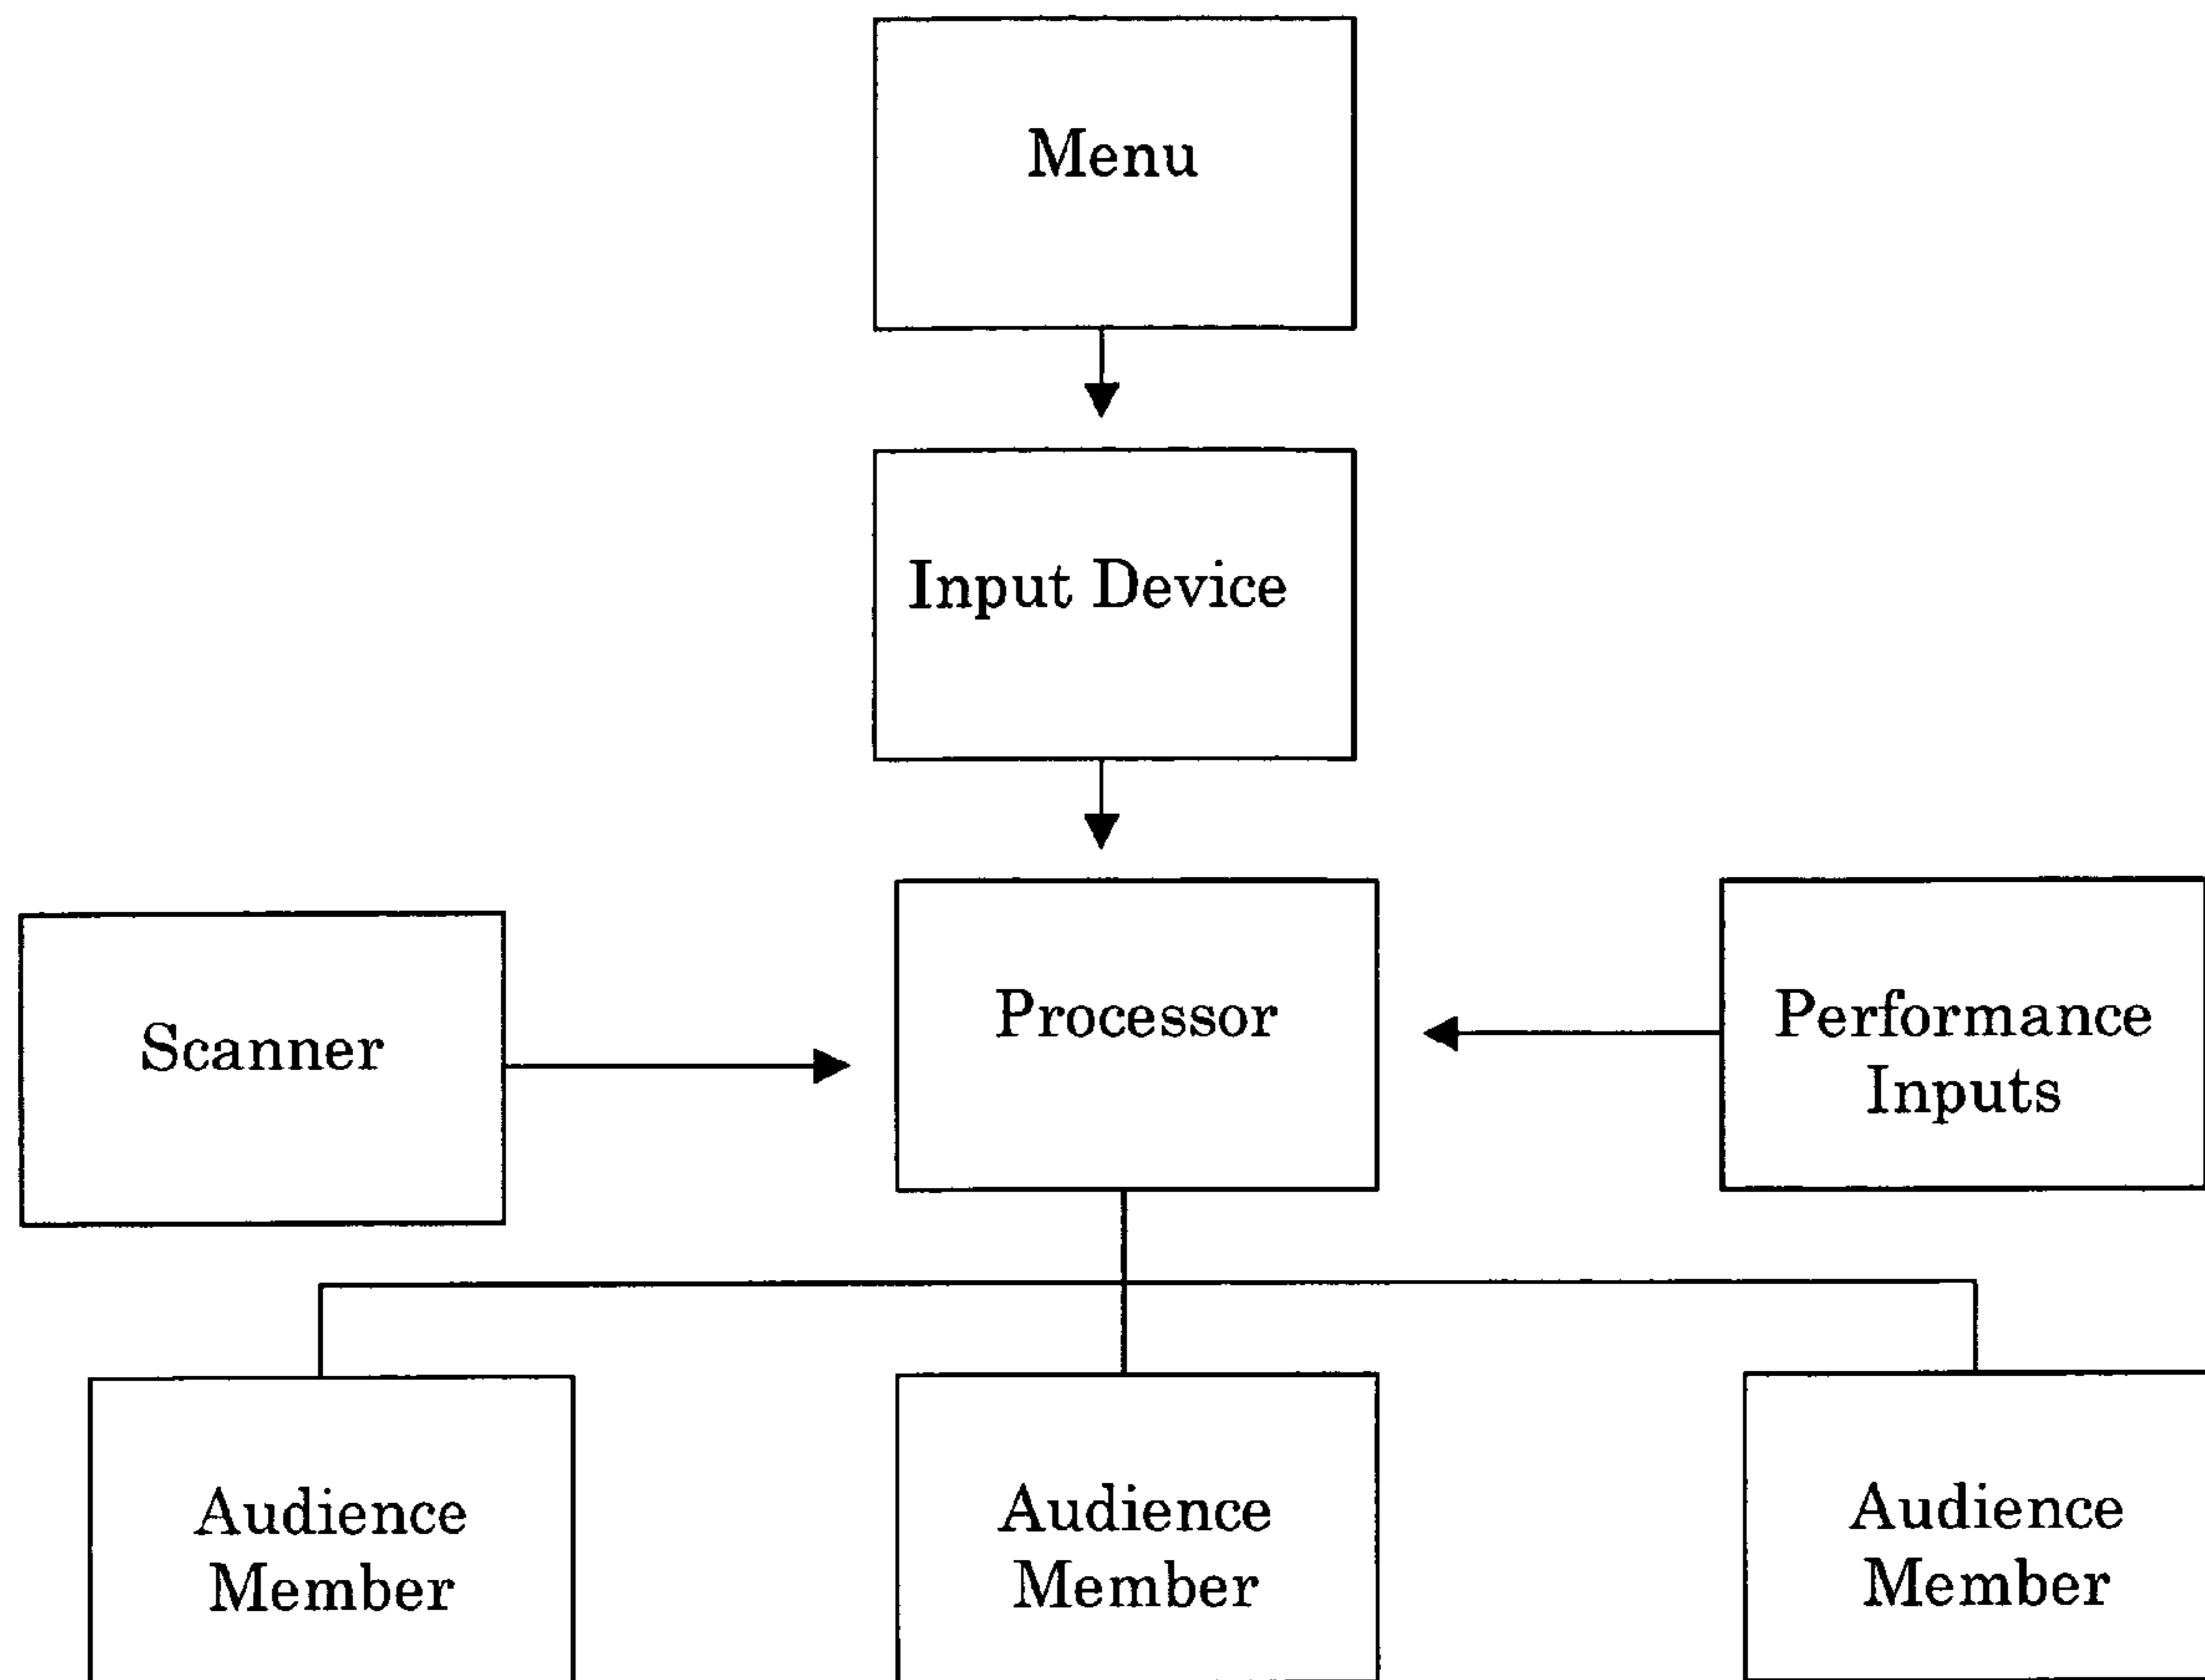 Menu
Input Device
Scanner
Processor
Performance
Inputs
Audience
Member
Audience
Member
Audience
Member